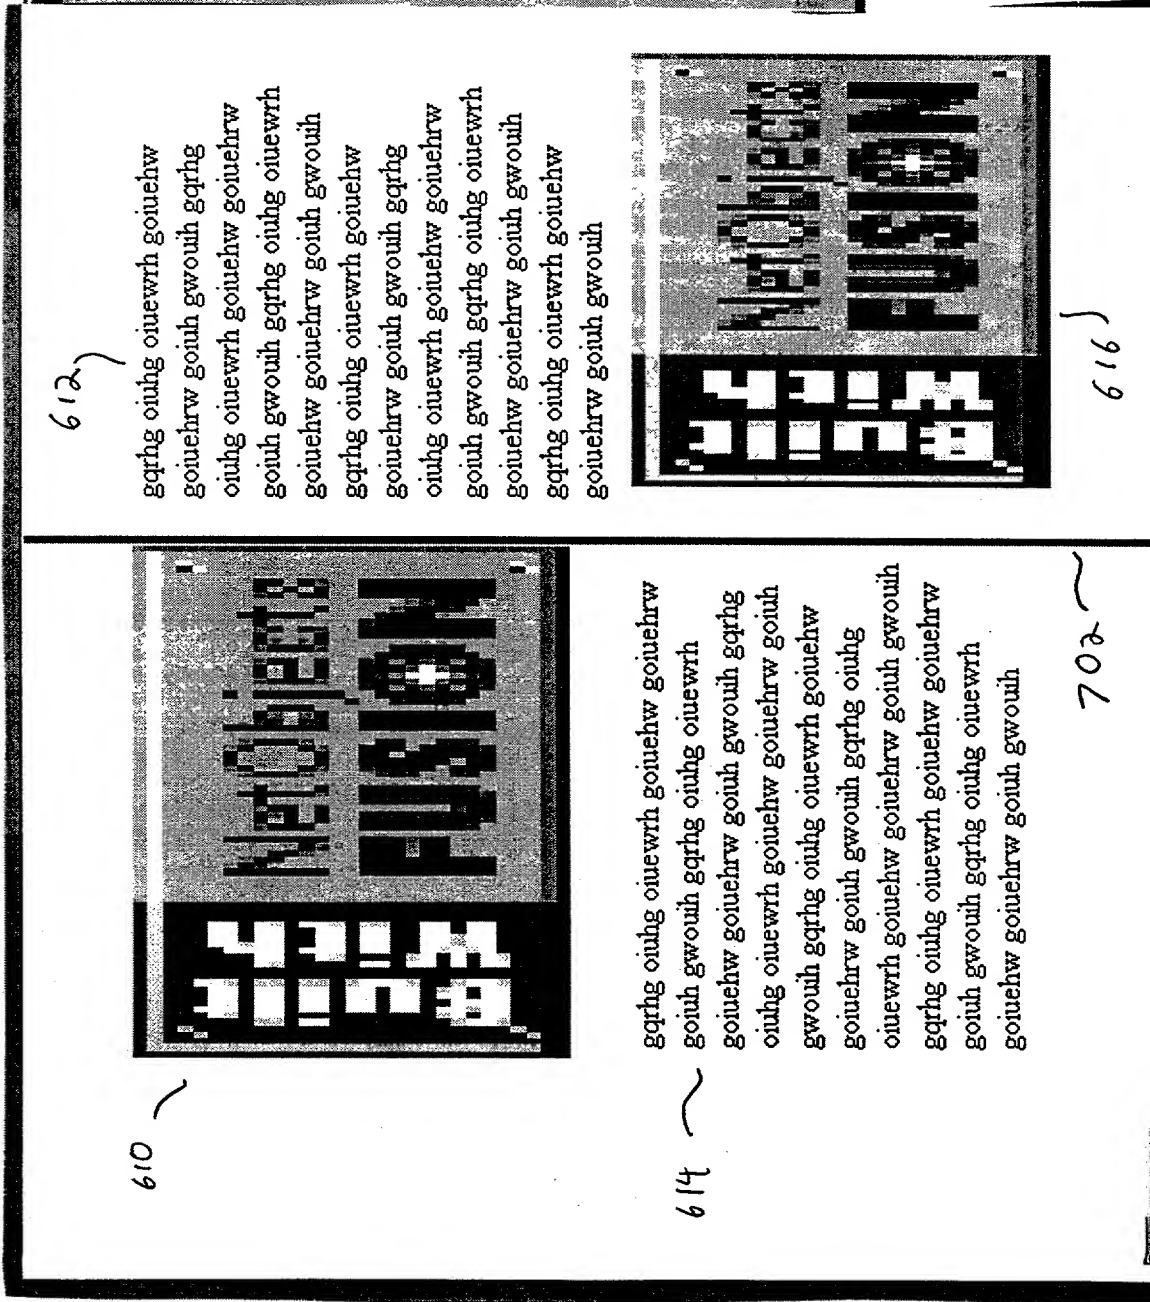 610
NetObjects
FUSION
614
gqrhg oiuhg oiuewrh goiuehw goiuehrw
goiuh gwouih gqrhg oiuhg oiuewrh
goiuehw goiuehrw goiuh gwouih gqrhg
oiuhg oiuewrh goiuehw goiuehrw goiuh
gwouih gqrhg oiuhg oiuewrh goiuehw
goiuehrw goiuh gwouih gqrhg oiuhg
oiuewrh goiuehw goiuehrw goiuh gwouih
gqrhg oiuhg oiuewrh goiuehw goiuehrw
goiuh gwouih gqrhg oiuhg oiuewrh
goiuehw goiuehrw goiuh gwouih
702
612
gqrhg oiuhg oiuewrh goiuehw
goiuehrw goiuh gwouih gqrhg
oiuhg oiuewrh goiuehw goiuehrw
goiuh gwouih gqrhg oiuhg oiuewrh
goiuehw goiuehrw goiuh gwouih
gqrhg oiuhg oiuewrh goiuehw
goiuehrw goiuh gwouih gqrhg
oiuhg oiuewrh goiuehw goiuehrw
goiuh gwouih gqrhg oiuhg oiuewrh
goiuehw goiuehrw goiuh gwouih
gqrhg oiuhg oiuewrh goiuehw
goiuehrw goiuh gwouih
NetObjects
FUSION
616